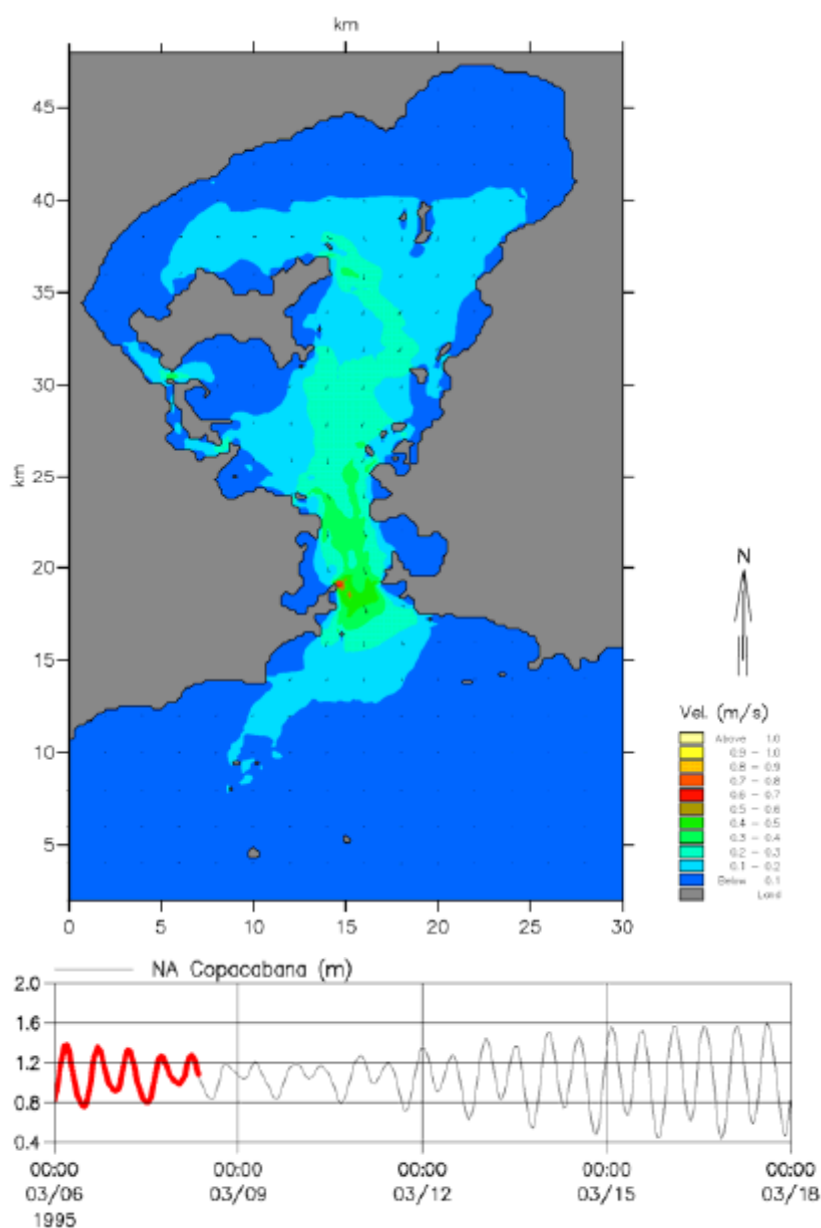 km
45
40
35
30
25
20
15
10
5
km
0 5 10 15 20 25 30
N
Vel. (m/s)
Above 1.0
0.9 - 1.0
0.8 - 0.9
0.7 - 0.8
0.6 - 0.7
0.5 - 0.6
0.4 - 0.5
0.3 - 0.4
0.2 - 0.3
0.1 - 0.2
Below 0.1
Land
NA Copacabana (m)
2.0
1.6
1.2
0.8
0.4
00:00 00:00 00:00 00:00 00:00
03/06 03/09 03/12 03/15 03/18
1995